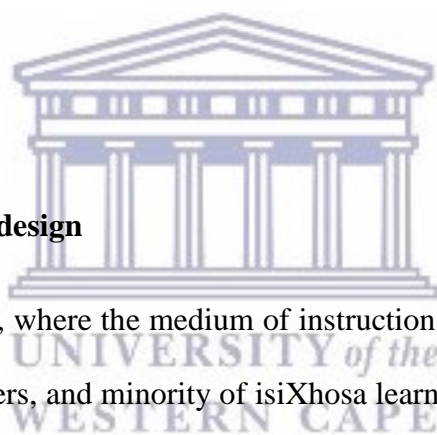 design
, where the medium of instruction
UNIVERSITY of the
ers, and minority of isiXhosa learn
WESTERN CAPE